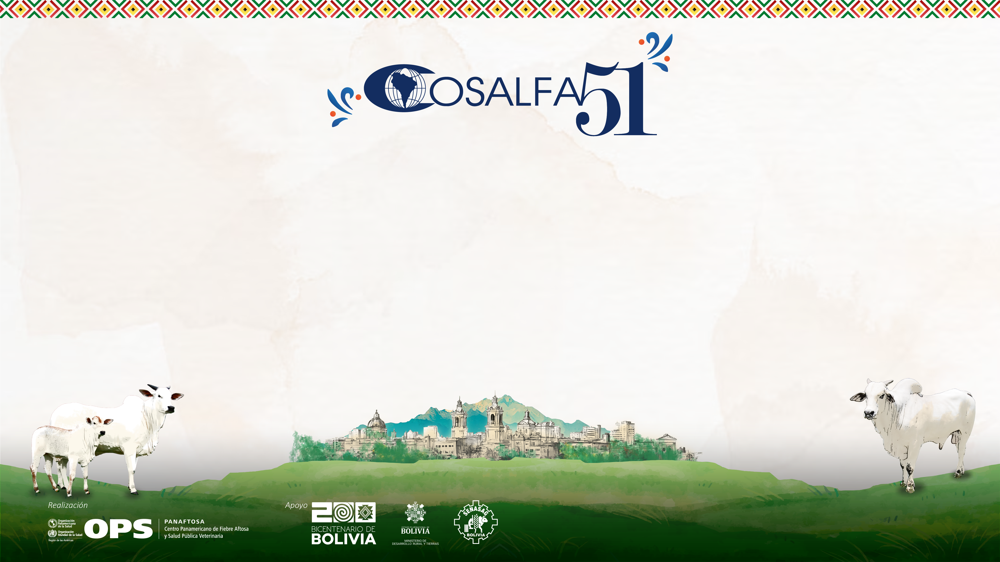 COSALFA 51
Realización
Organización
Panamericana
de la Salud
Organización
Mundial de la Salud
Región de las Américas
OPS
PANAFTOSA
Centro Panamericano de Fiebre Aftosa
y Salud Pública Veterinaria
Apoyo
200
BICENTENARIO DE
BOLIVIA
ESTADO PLURINACIONAL DE
BOLIVIA
MINISTERIO DE
DESARROLLO RURAL Y TIERRAS
SENASAG
BOLIVIA